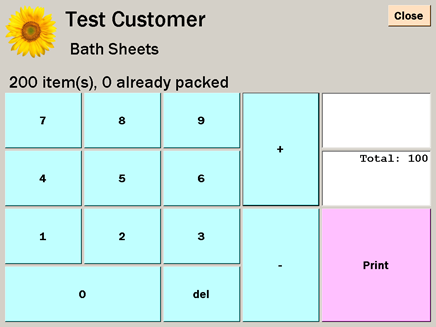 Test Customer
Close
Bath Sheets
200 item(s), 0 already packed
7 8 9 +
Total: 100
4 5 6
1 2 3 - Print
0 del